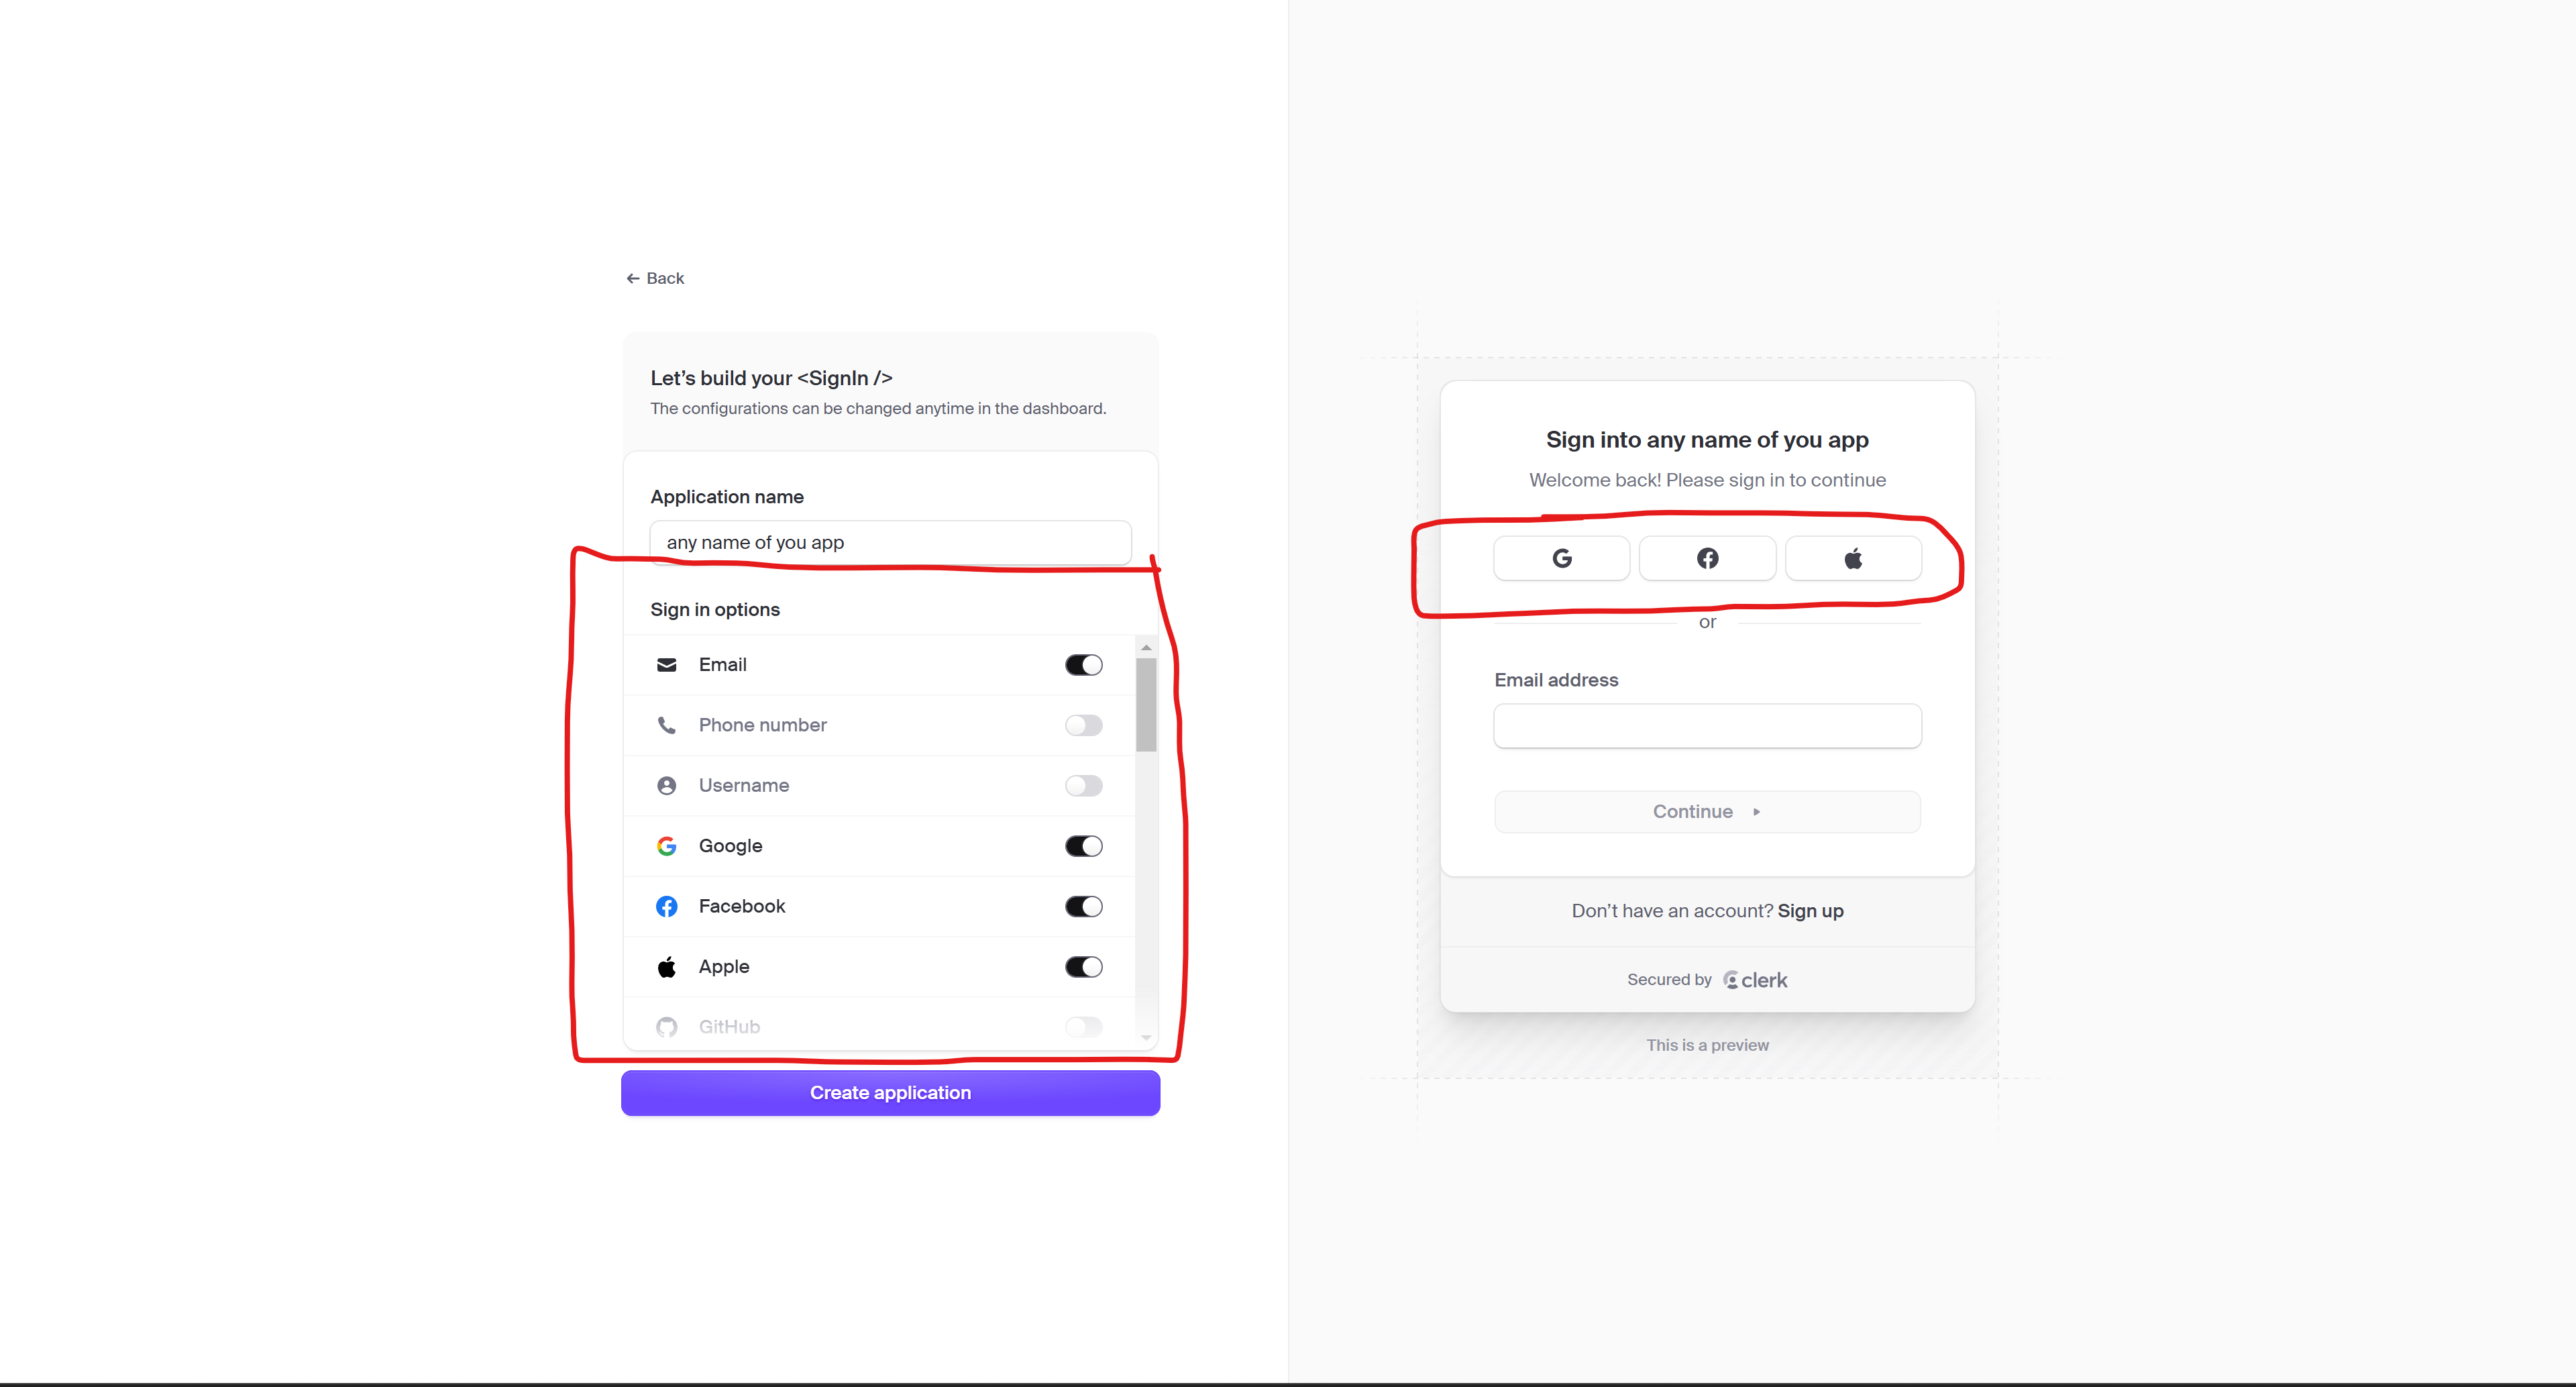 Back
Let's build your <SignIn />
The configurations can be changed anytime in the dashboard.
Application name
any name of you app
Sign in options
Email
Phone number
Username
Google
Facebook
Apple
GitHub
Create application
Sign into any name of you app
Welcome back! Please sign in to continue
or
Email address
Continue
Don't have an account? Sign up
Secured by clerk
This is a preview